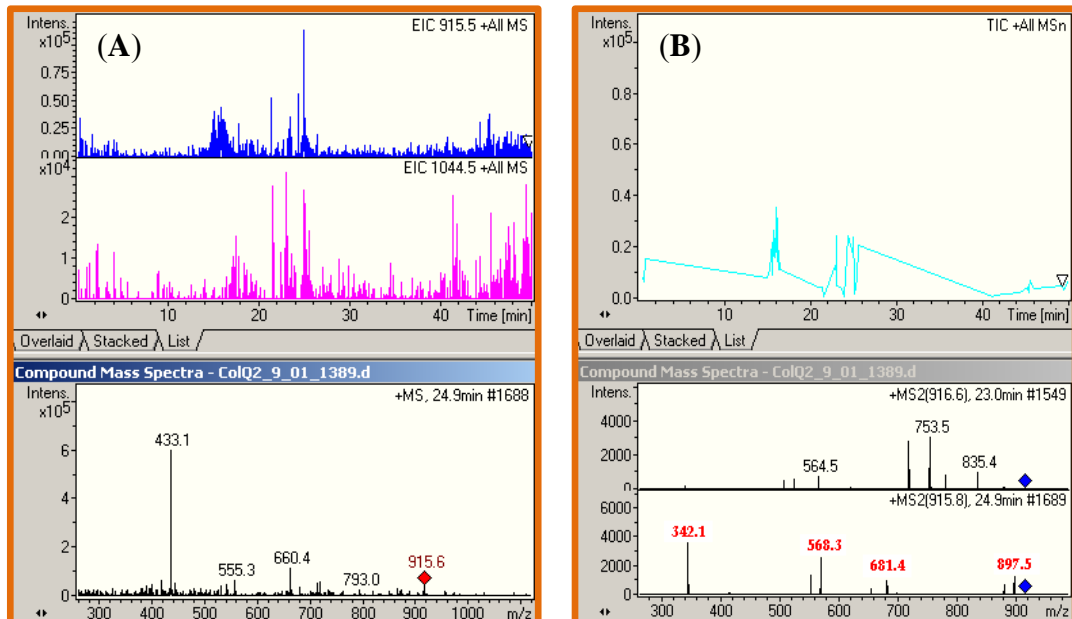 (A)
Intens.
x10⁵
EIC 915.5 +All MS
0.75
0.50
0.25
0.00
x10⁴
EIC 1044.5 +All MS
2
1
0
10 20 30 40 Time [min]
Overlaid Stacked List
Compound Mass Spectra - ColQ2_9_01_1389.d
Intens.
x10⁵
+MS, 24.9min #1688
6
4
2
0
433.1
555.3
660.4
793.0
915.6
300 400 500 600 700 800 900 1000 m/z
(B)
Intens.
x10⁵
TIC +All MSn
0.8
0.6
0.4
0.2
0.0
10 20 30 40 Time [min]
Overlaid Stacked List
Compound Mass Spectra - ColQ2_9_01_1389.d
Intens.
+MS2(916.6), 23.0min #1549
4000
2000
0
564.5
753.5
835.4
6000
+MS2(915.8), 24.9min #1689
4000
2000
0
342.1
568.3
681.4
897.5
300 400 500 600 700 800 900 m/z